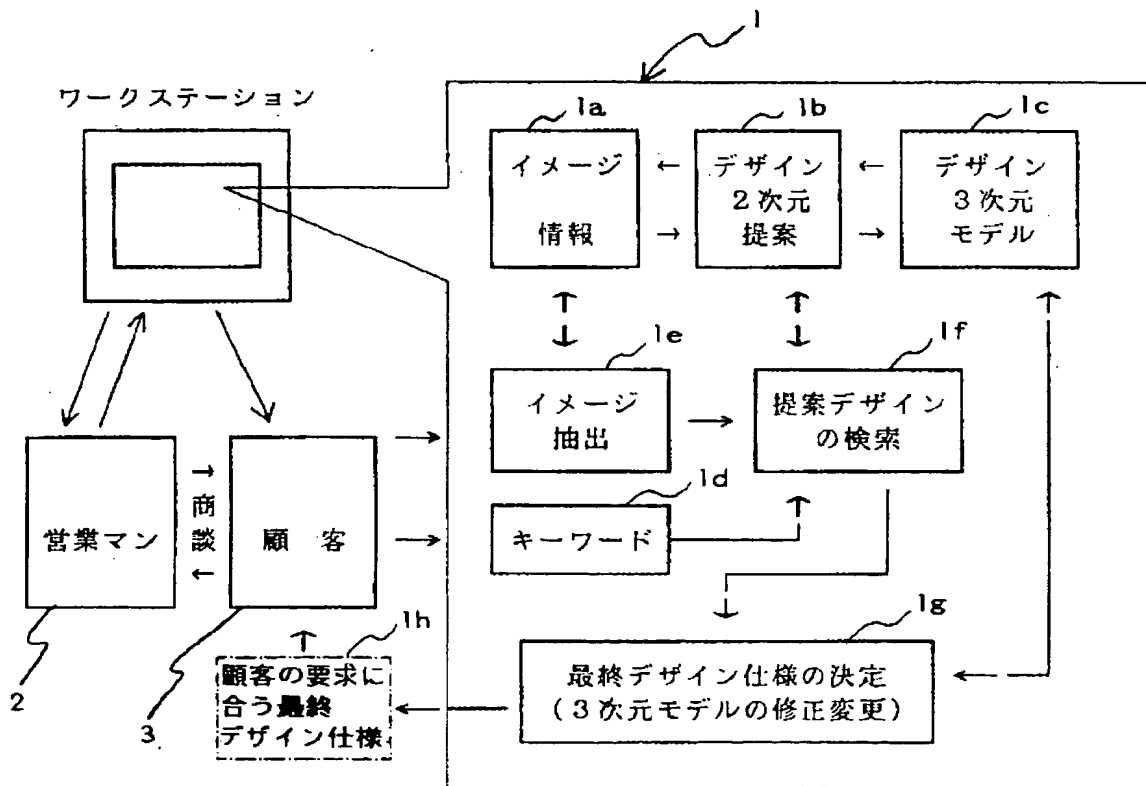 1
ワークステーション
1a
イメージ
情報
←
→
1b
デザイン
2次元
提案
←
→
1c
デザイン
3次元
モデル
1e
イメージ
抽出
→
1f
提案デザイン
の検索
1d
キーワード
営業マン
→
商
談
←
顧 客
2
3
1h
顧客の要求に
合う最終
デザイン仕様
1g
最終デザイン仕様の決定
(3次元モデルの修正変更)